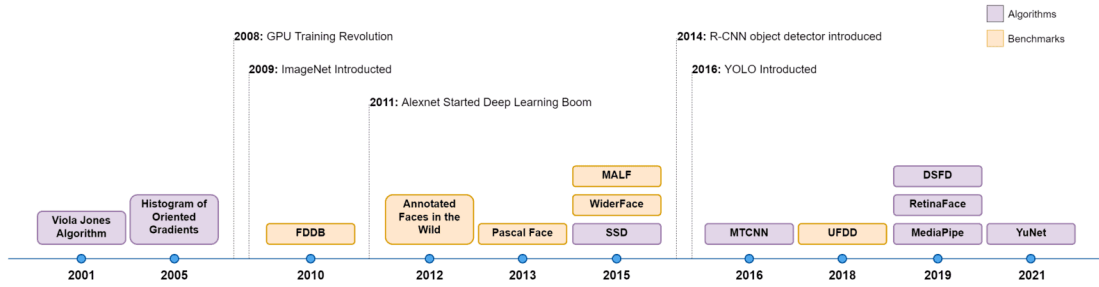 Algorithms
Benchmarks
2008: GPU Training Revolution
2014: R-CNN object detector introduced
2009: ImageNet Introducted
2016: YOLO Introducted
2011: Alexnet Started Deep Learning Boom
Viola Jones
Algorithm
Histogram of
Oriented
Gradients
FDDB
Annotated
Faces in the
Wild
Pascal Face
MALF
WiderFace
SSD
MTCNN
UFDD
DSFD
RetinaFace
MediaPipe
YuNet
2001
2005
2010
2012
2013
2015
2016
2018
2019
2021